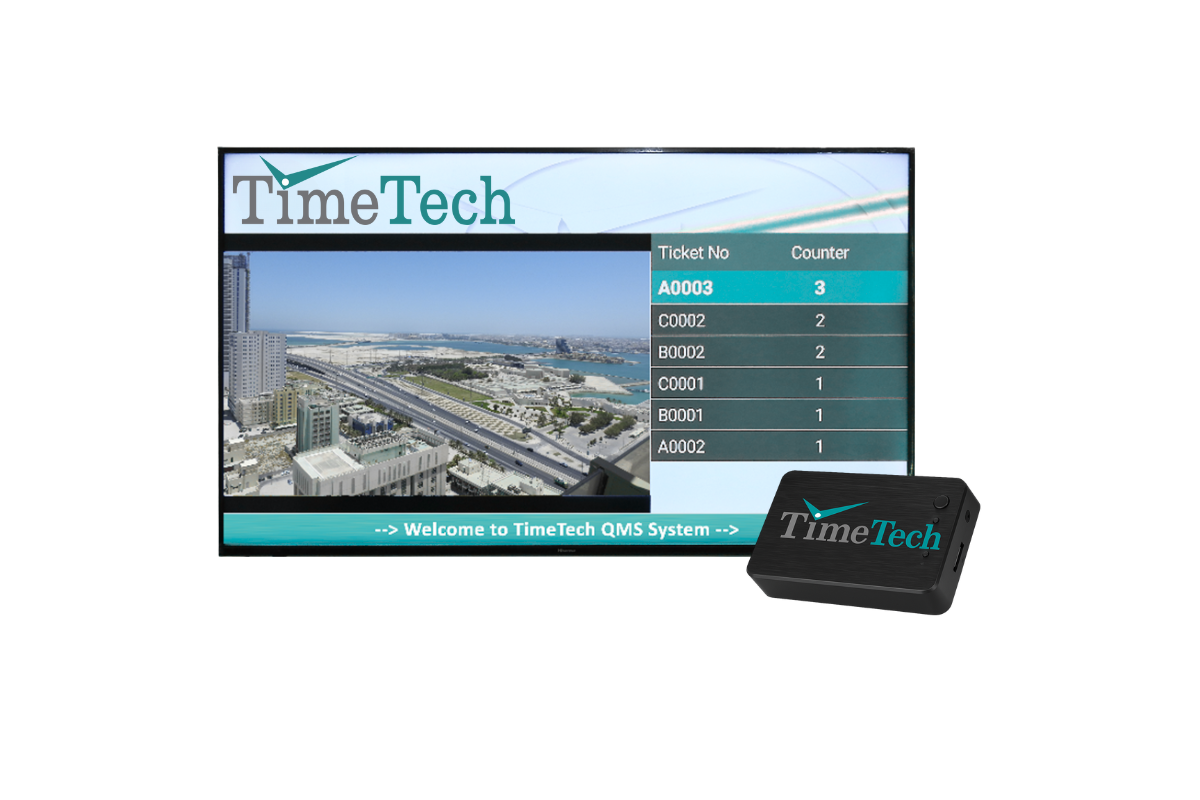 TimeTech
Ticket No Counter
A0003 3
C0002 2
B0002 2
C0001 1
B0001 1
A0002 1
--> Welcome to TimeTech QMS System -->
Hisense
TimeTech